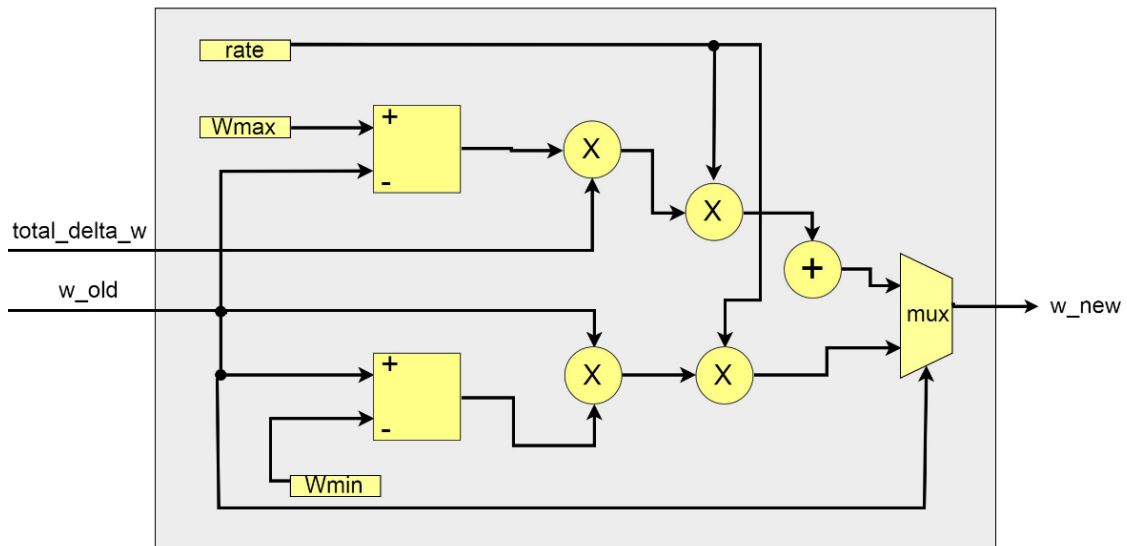 rate
Wmax
+
-
X
X
total_delta_w
+
w_old
mux
w_new
+
-
X
X
Wmin